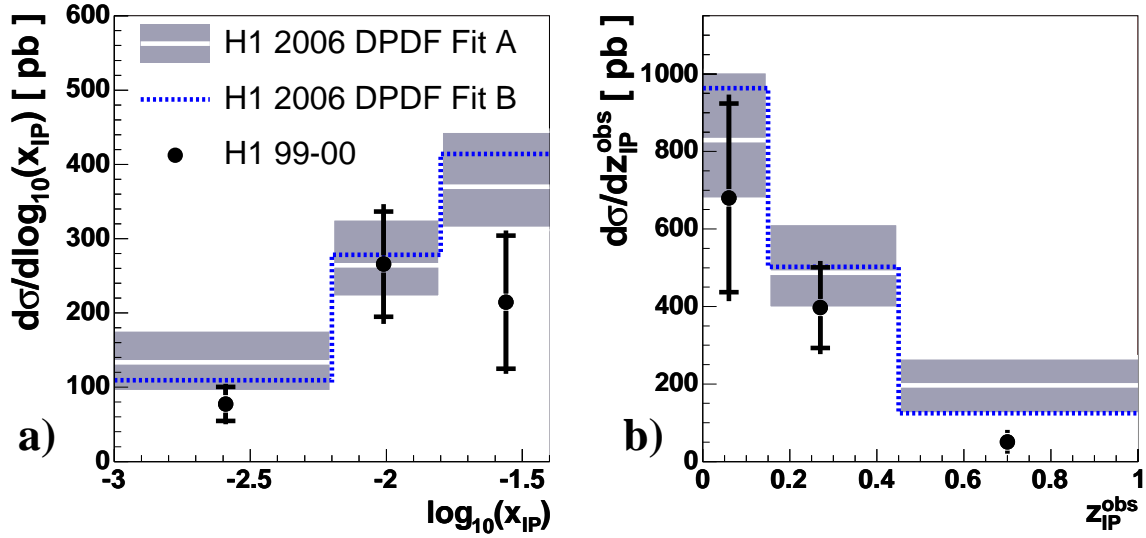 dσ/dlog10(xIP) [ pb]
600
500
400
300
200
100
0
H1 2006 DPDF Fit A
H1 2006 DPDF Fit B
H1 99-00
a)
-3 -2.5 -2 -1.5
log10(xIP)
dσ/dzIPobs [ pb]
1000
800
600
400
200
0
b)
0 0.2 0.4 0.6 0.8 1
zIPobs